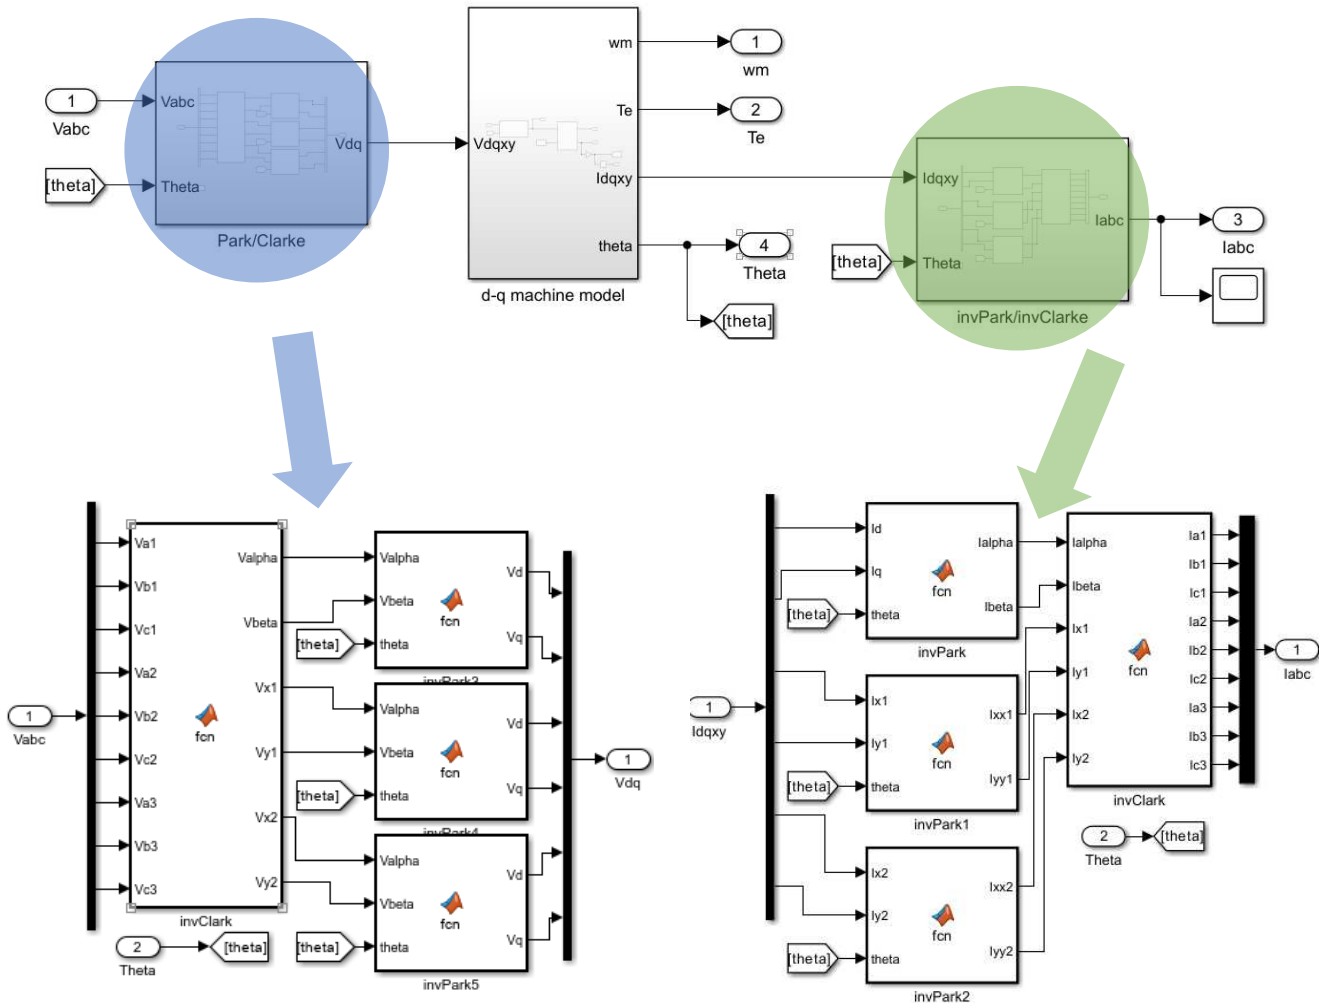 1
Vabc
[theta]
Vabc
Theta
Vdq
Park/Clarke
Vdqxy
wm
Te
Idqxy
theta
d-q machine model
1
wm
2
Te
4
Theta
[theta]
[theta]
Idqxy
Theta
Iabc
invPark/invClarke
3
Iabc
1
Vabc
Va1
Vb1
Vc1
Va2
Vb2
Vc2
Va3
Vb3
Vc3
fcn
Valpha
Vbeta
Vx1
Vy1
Vx2
Vy2
invClark
2
Theta
[theta]
[theta]
Valpha
Vbeta
theta
fcn
Vd
Vq
invPark3
[theta]
Valpha
Vbeta
theta
fcn
Vd
Vq
invPark4
[theta]
Valpha
Vbeta
theta
fcn
Vd
Vq
invPark5
1
Vdq
1
Idqxy
[theta]
Id
Iq
theta
fcn
Ialpha
Ibeta
invPark
[theta]
Ix1
Iy1
theta
fcn
Ixx1
Iyy1
invPark1
[theta]
Ix2
Iy2
theta
fcn
Ixx2
Iyy2
invPark2
Ialpha
Ibeta
Ix1
Iy1
Ix2
Iy2
fcn
Ia1
Ib1
Ic1
Ia2
Ib2
Ic2
Ia3
Ib3
Ic3
invClark
2
Theta
[theta]
1
Iabc